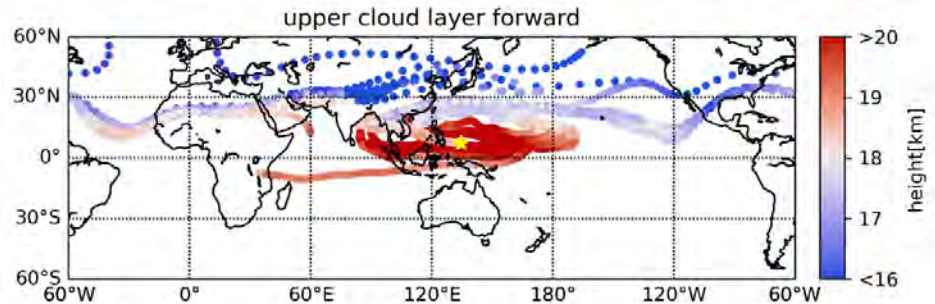 upper cloud layer forward
60°N
30°N
0°
30°S
60°S
60°W 0° 60°E 120°E 180° 120°W 60°W
>20
19
18
17
<16
height[km]